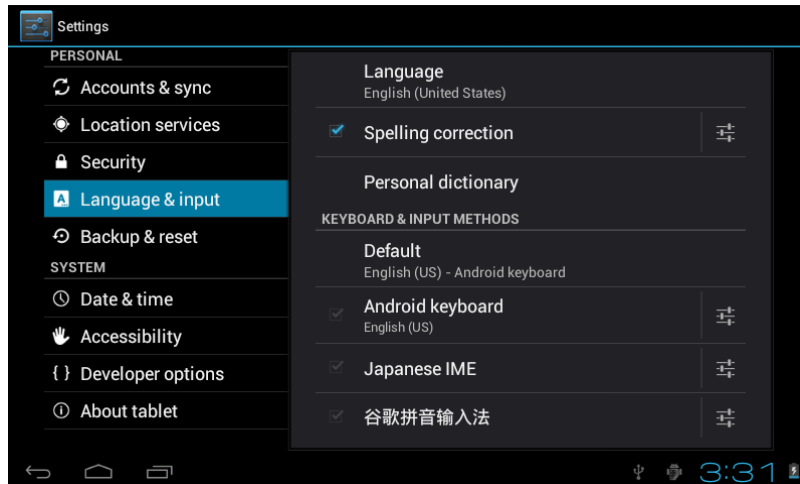 Settings
PERSONAL
Accounts & sync
Location services
Security
Language & input
Backup & reset
SYSTEM
Date & time
Accessibility
{ } Developer options
About tablet
Language
English (United States)
Spelling correction
Personal dictionary
KEYBOARD & INPUT METHODS
Default
English (US) - Android keyboard
Android keyboard
English (US)
Japanese IME
谷歌拼音输入法
3:31